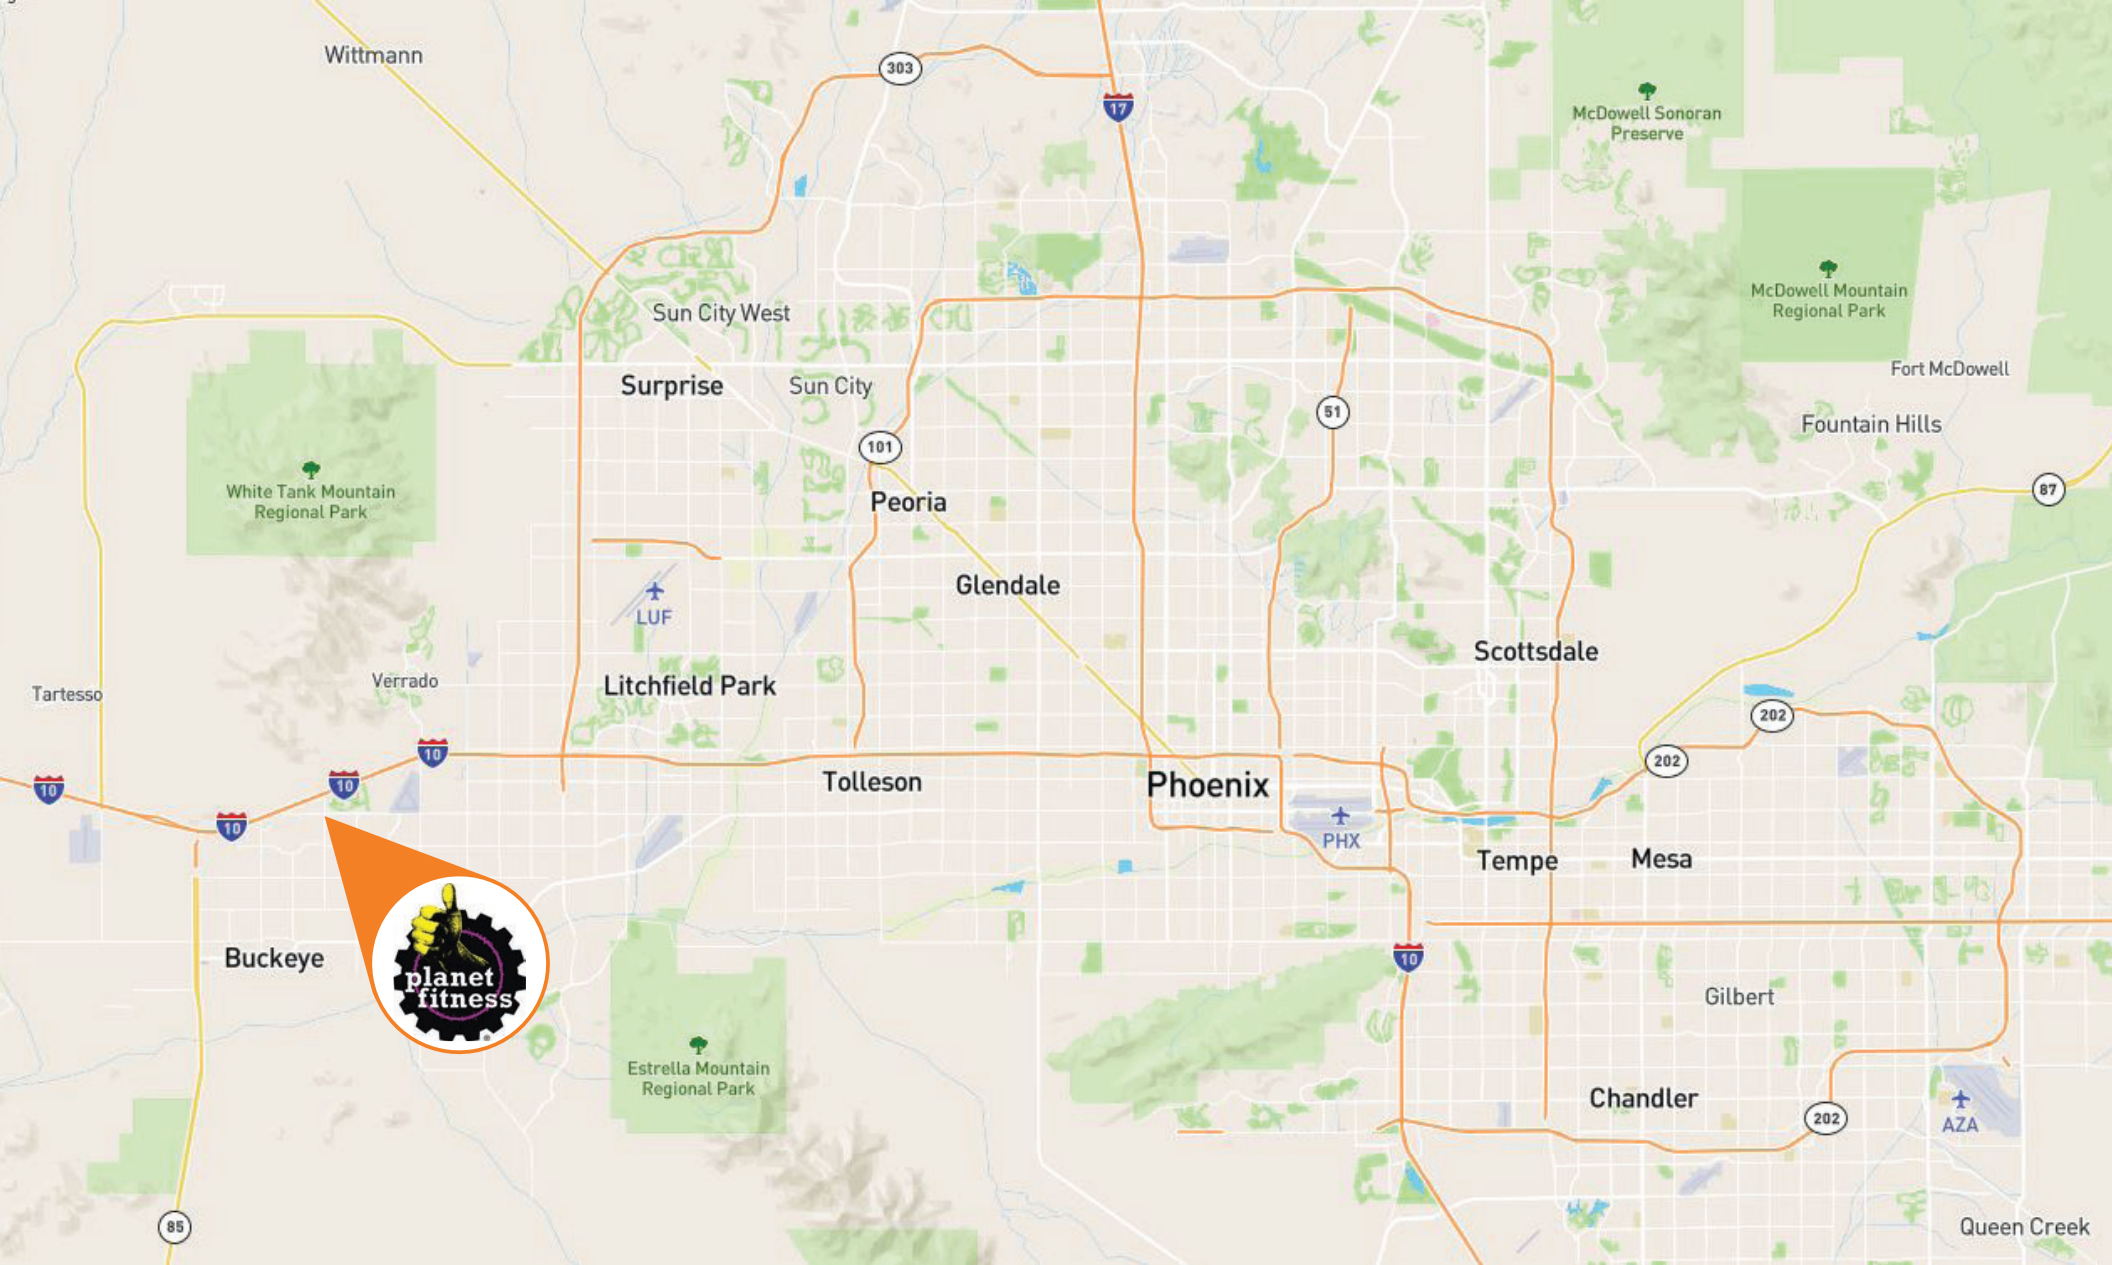 Wittmann
303
17
McDowell Sonoran
Preserve
McDowell Mountain
Regional Park
Sun City West
Fort McDowell
Surprise
Sun City
51
Fountain Hills
101
White Tank Mountain
Regional Park
Peoria
87
Glendale
LUF
Scottsdale
Verrado
Litchfield Park
Tartesso
202
10
202
10
10
Tolleson
Phoenix
10
PHX
Tempe
Mesa
Buckeye
planet
fitness
®
10
Gilbert
Estrella Mountain
Regional Park
Chandler
202
AZA
85
Queen Creek